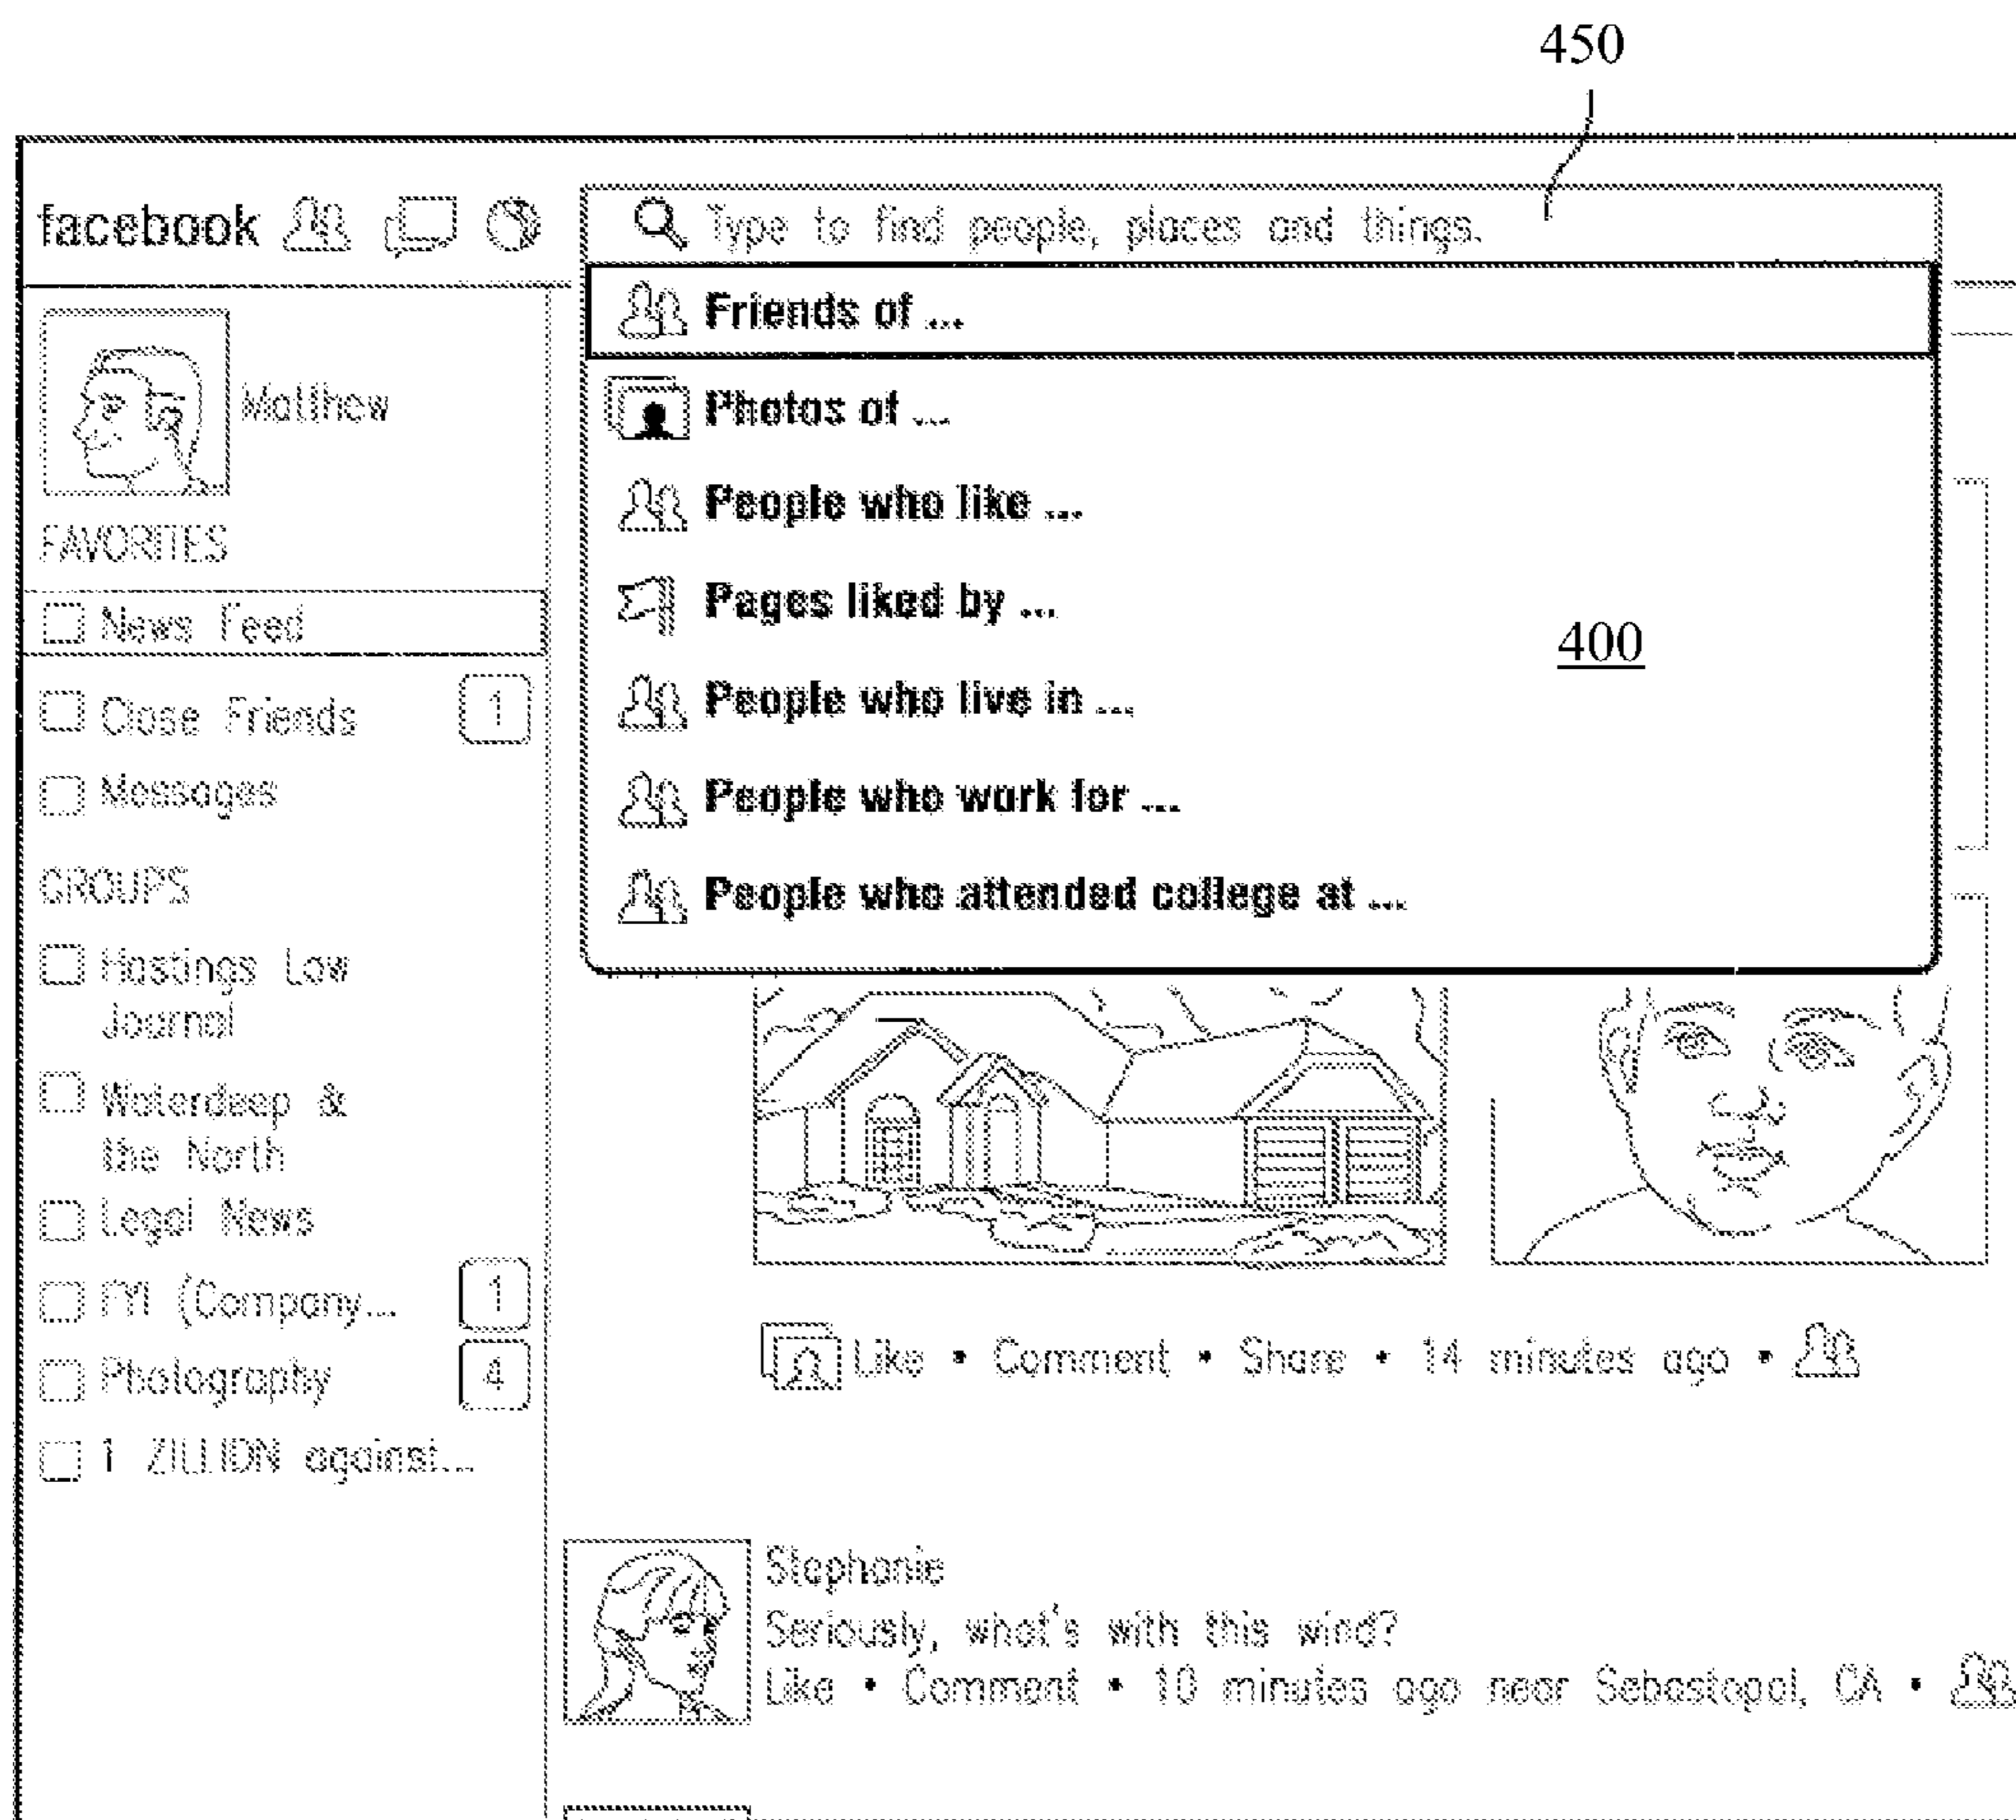 450
facebook
Type to find people, places and things.
Friends of ...
Photos of ...
People who like ...
Pages liked by ...
400
People who live in ...
People who work for ...
People who attended college at ...
Matthew
FAVORITES
News Feed
Close Friends 1
Messages
GROUPS
Hastings Law
Journal
Waterdeep &
the North
Legal News
FYI (Company... 1
Photography 4
1 ZILLION against...
Like • Comment • Share • 14 minutes ago •
Stephanie
Seriously, what's with this wind?
Like • Comment • 10 minutes ago near Sebastopol, CA •